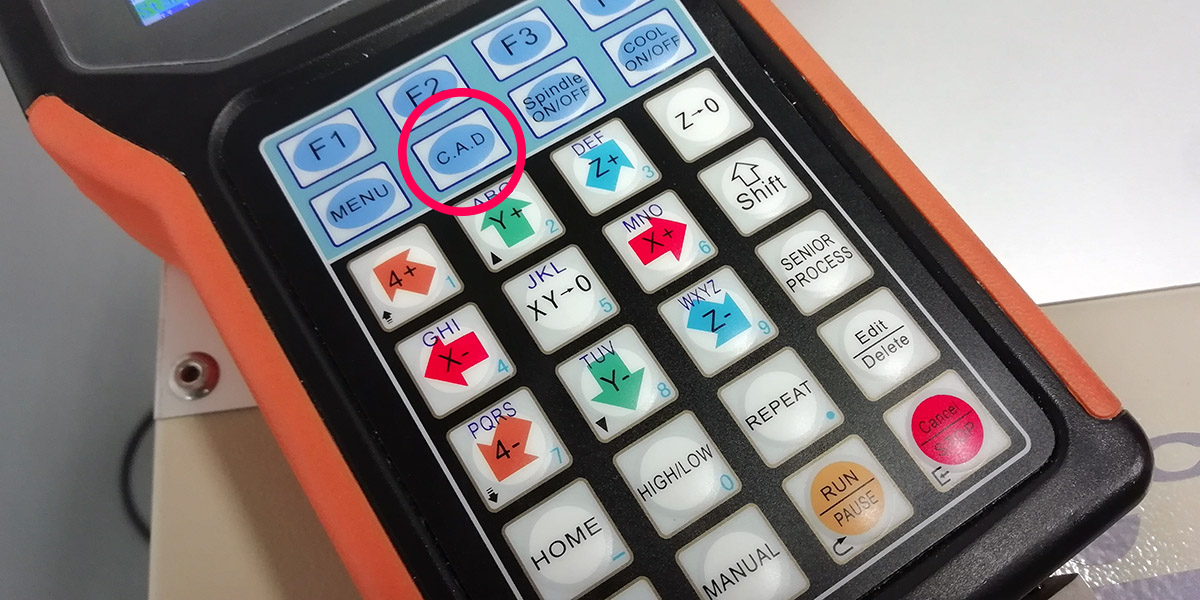 F1
F2
F3
MENU
C.A.D
Spindle
ON/OFF
COOL
ON/OFF
4+
1
ABC
Y+
2
DEF
Z+
3
Z→0
GHI
X-
4
JKL
XY→0
5
MNO
X+
6
Shift
PQRS
4-
7
TUV
Y-
8
WXYZ
Z-
9
SENIOR
PROCESS
HOME
HIGH/LOW
0
REPEAT
Edit
Delete
MANUAL
RUN
PAUSE
Cancel
STOP